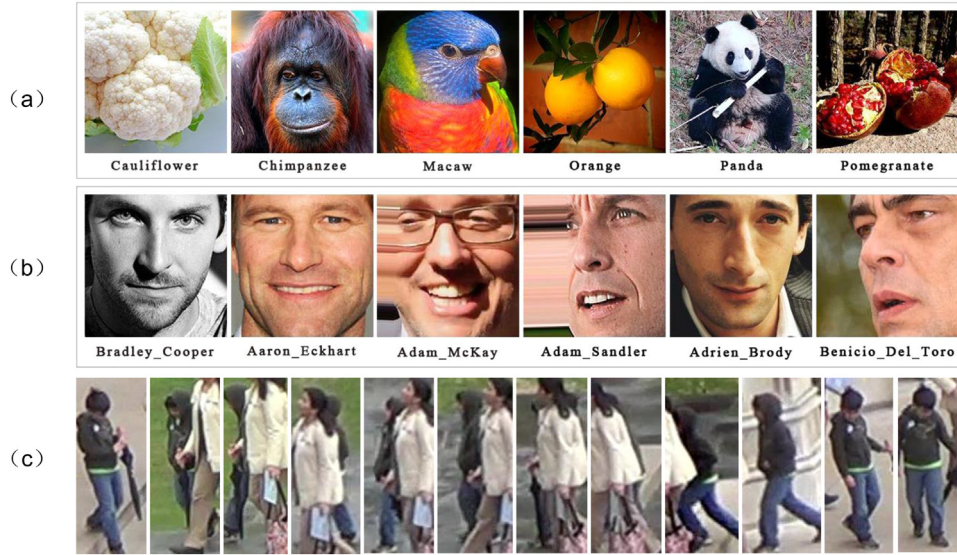 (a)
Cauliflower Chimpanzee Macaw Orange Panda Pomegranate
(b)
Bradley_Cooper Aaron_Eckhart Adam_McKay Adam_Sandler Adrien_Brody Benicio_Del_Toro
(c)